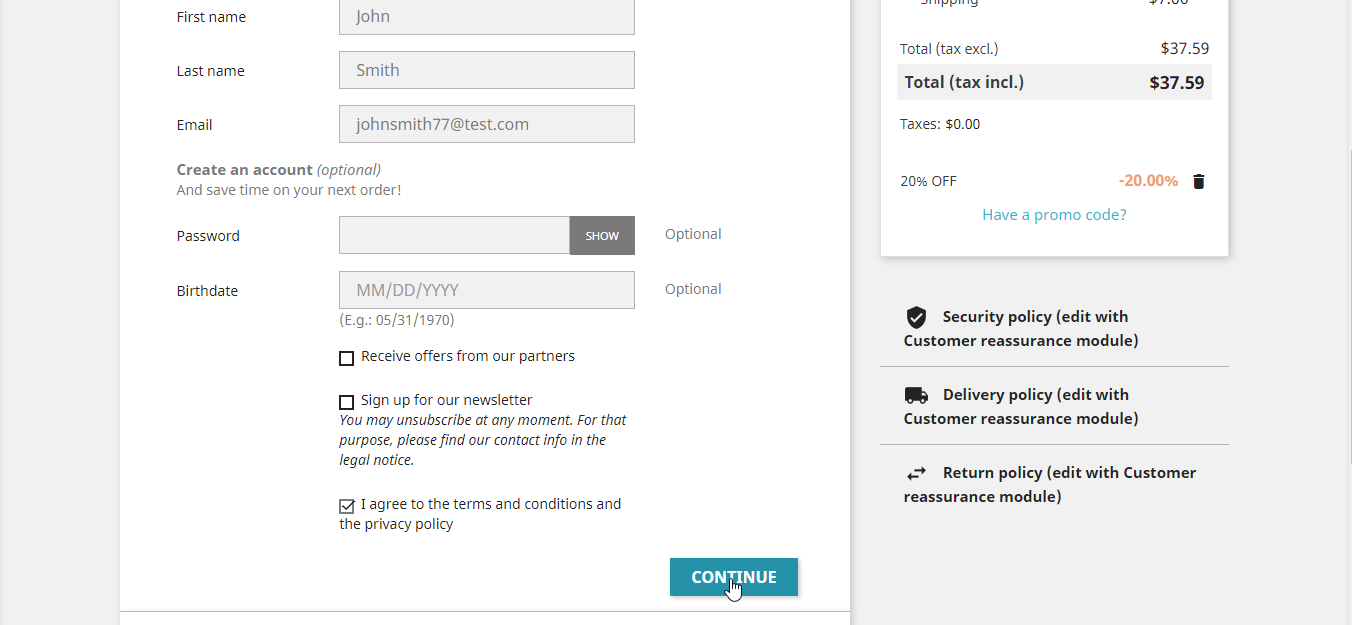 First name
John
Last name
Smith
Email
johnsmith77@test.com
Create an account (optional)
And save time on your next order!
Password
SHOW
Optional
Birthdate
MM/DD/YYYY
Optional
(E.g.: 05/31/1970)
Receive offers from our partners
Sign up for our newsletter
You may unsubscribe at any moment. For that
purpose, please find our contact info in the
legal notice.
I agree to the terms and conditions and
the privacy policy
CONTINUE
Shipping
$7.00
Total (tax excl.)
$37.59
Total (tax incl.)
$37.59
Taxes: $0.00
20% OFF
-20.00%
Have a promo code?
Security policy (edit with
Customer reassurance module)
Delivery policy (edit with
Customer reassurance module)
Return policy (edit with Customer
reassurance module)